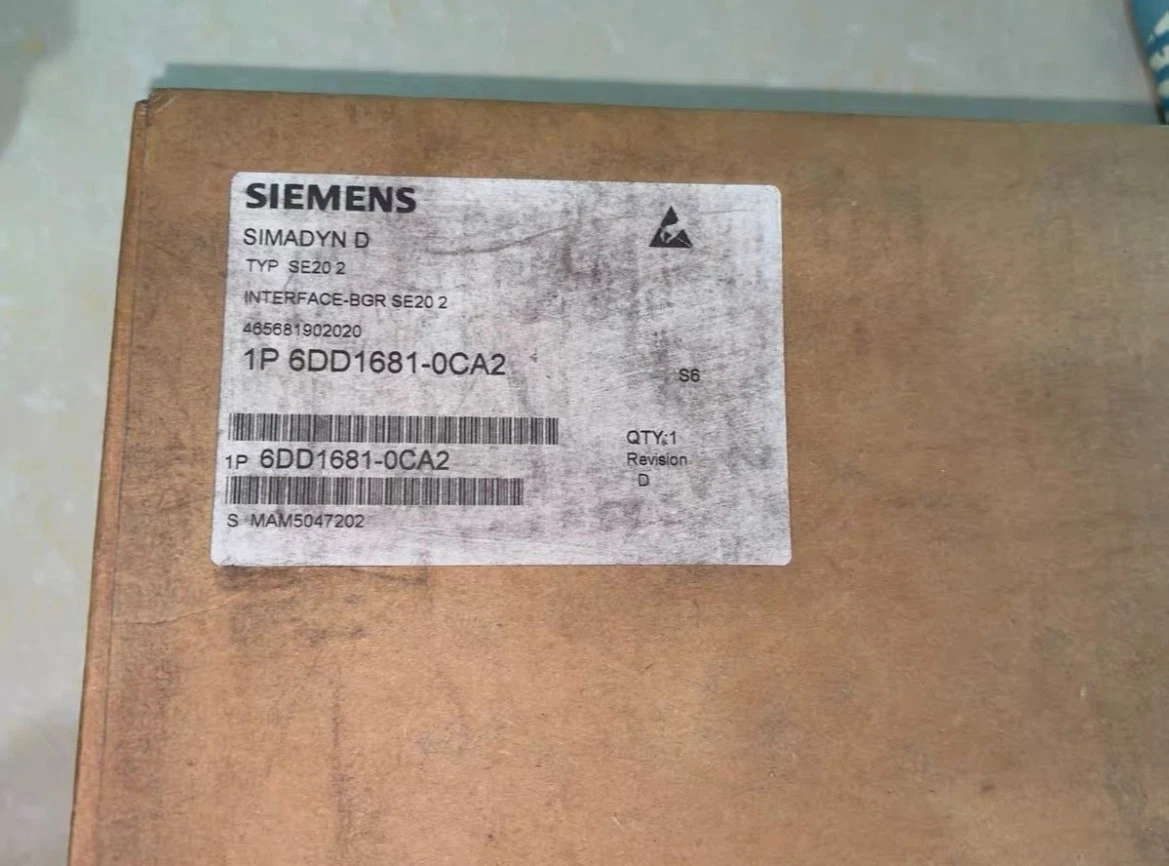 SIEMENS
SIMADYN D
TYP SE20 2
INTERFACE-BGR SE20 2
465681902020
1P 6DD1681-0CA2
S6
QTY:1
1P 6DD1681-0CA2
Revision
D
S MAM5047202